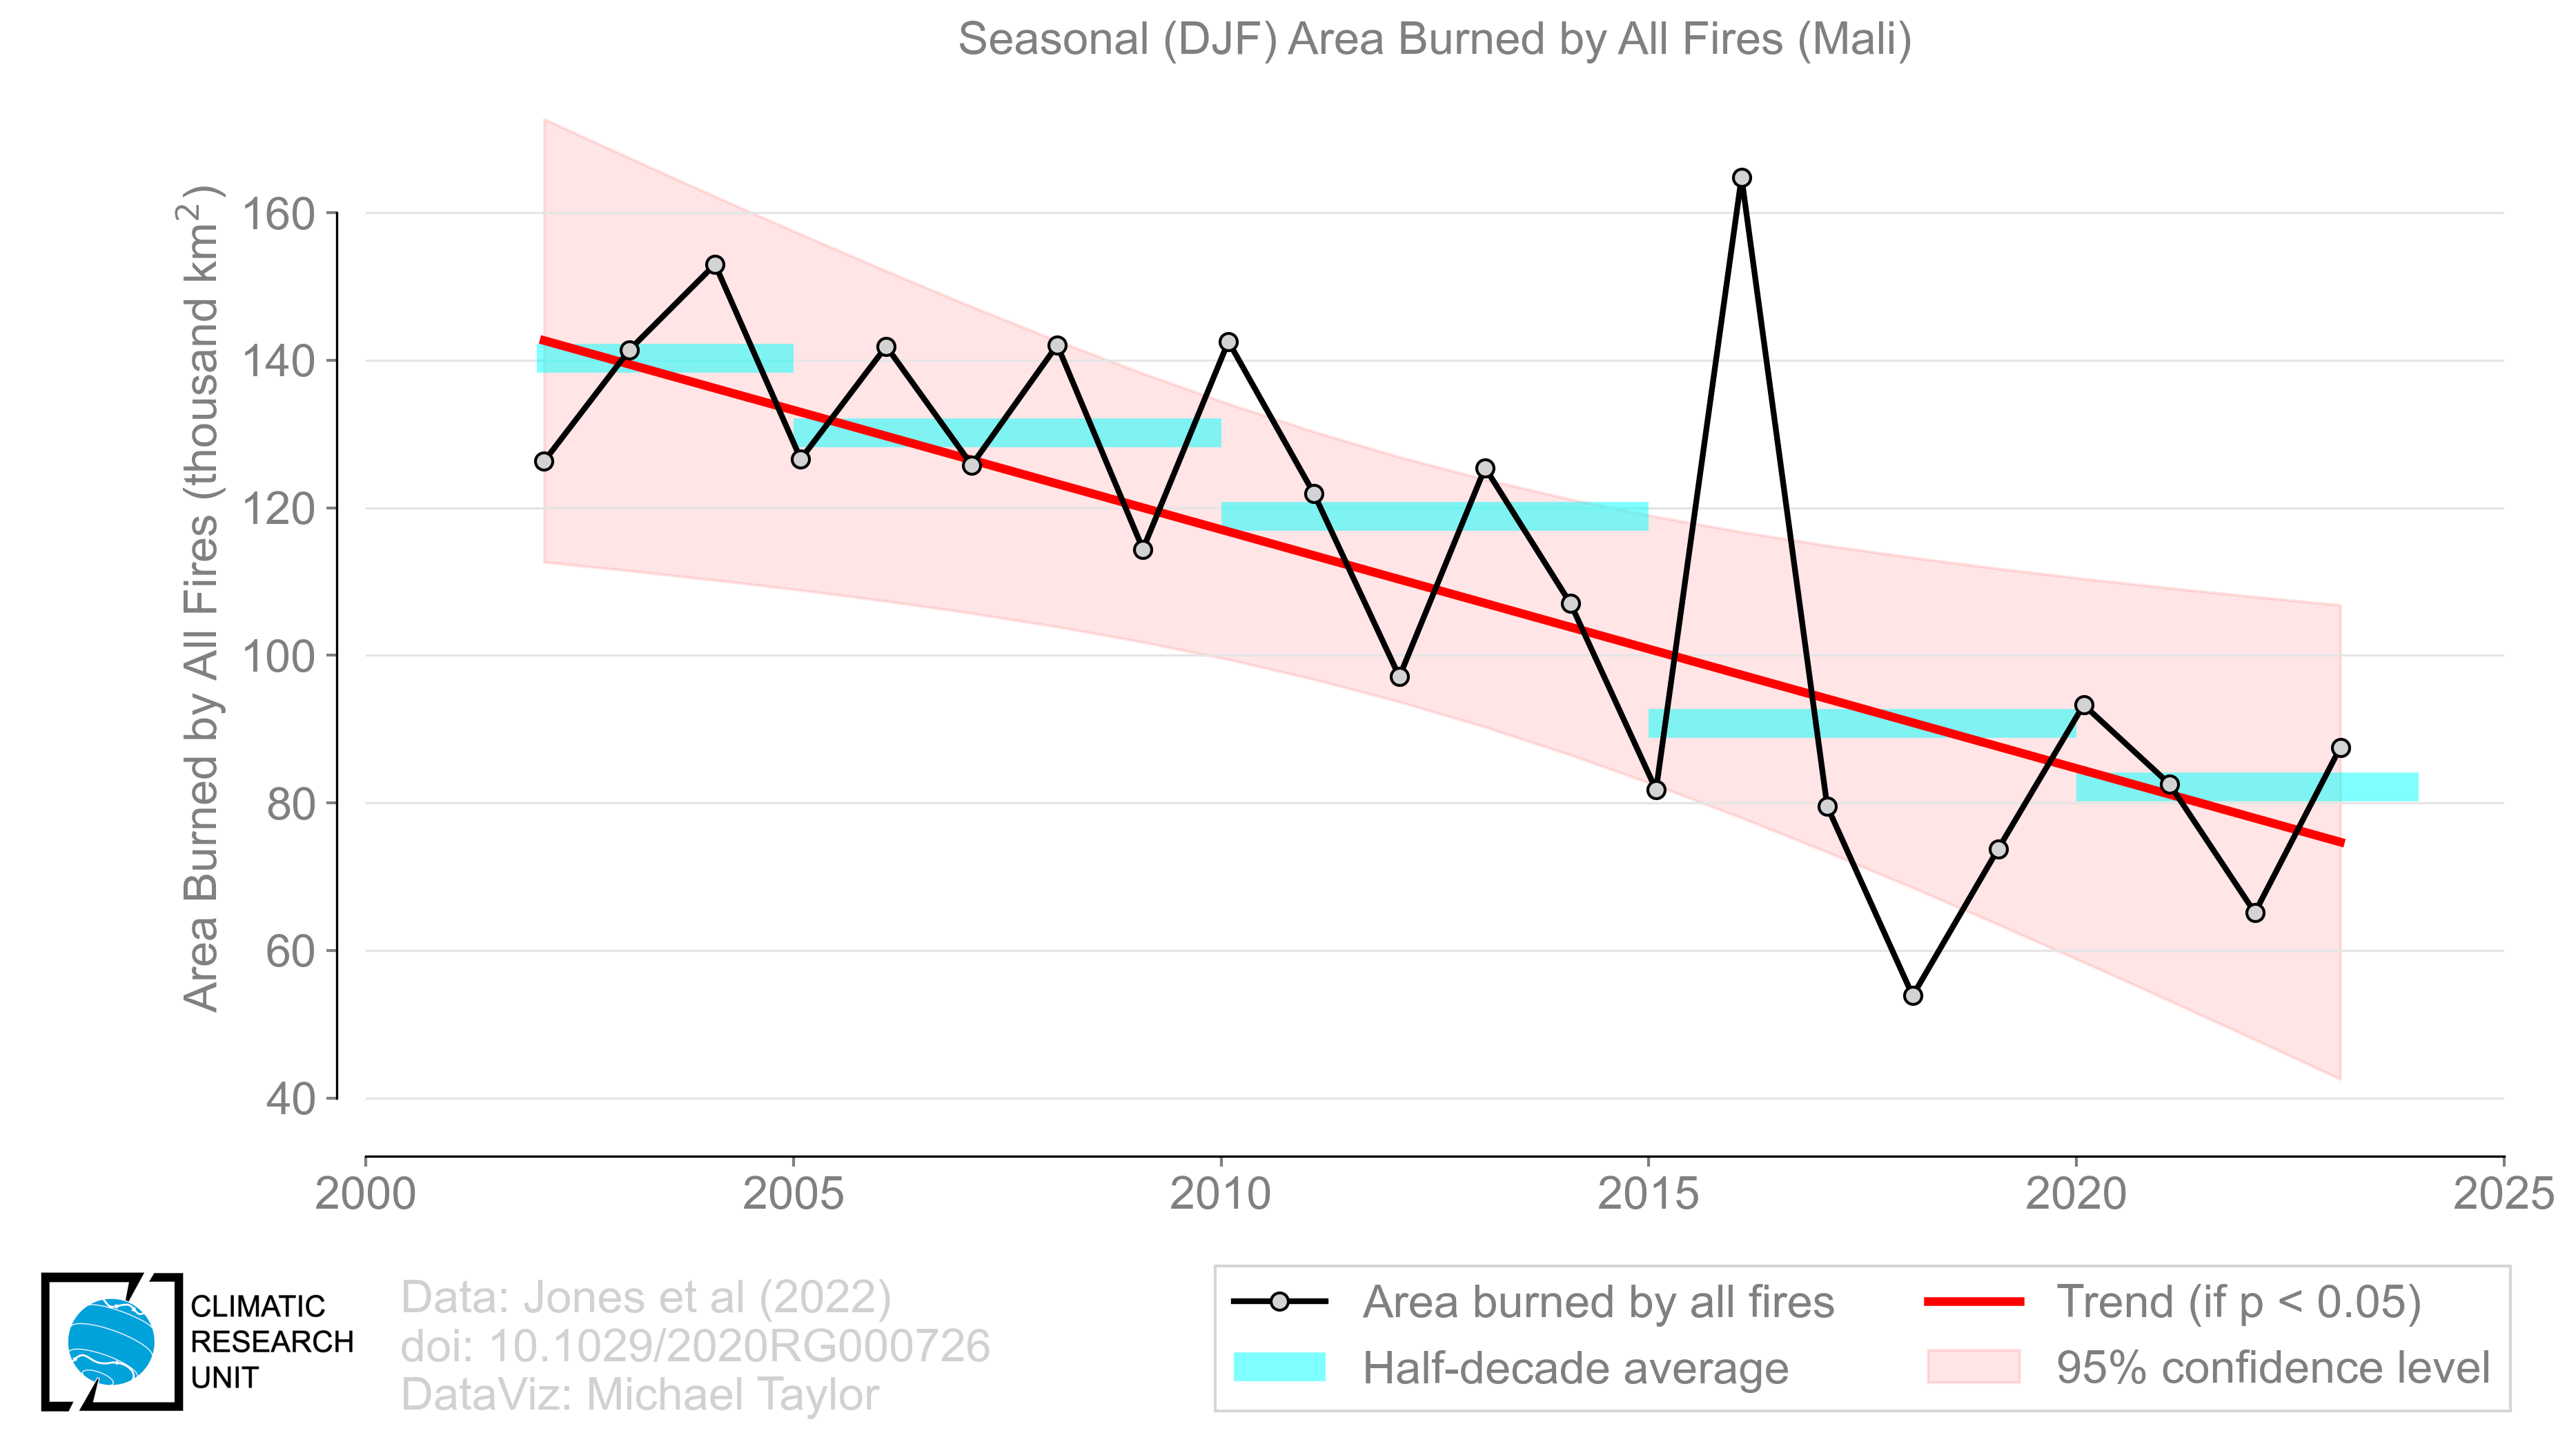 Seasonal (DJF) Area Burned by All Fires (Mali)
Area Burned by All Fires (thousand km²)
160
140
120
100
80
60
40
2000
2005
2010
2015
2020
2025
CLIMATIC
RESEARCH
UNIT
Data: Jones et al (2022)
doi: 10.1029/2020RG000726
DataViz: Michael Taylor
Area burned by all fires
Half-decade average
Trend (if p < 0.05)
95% confidence level